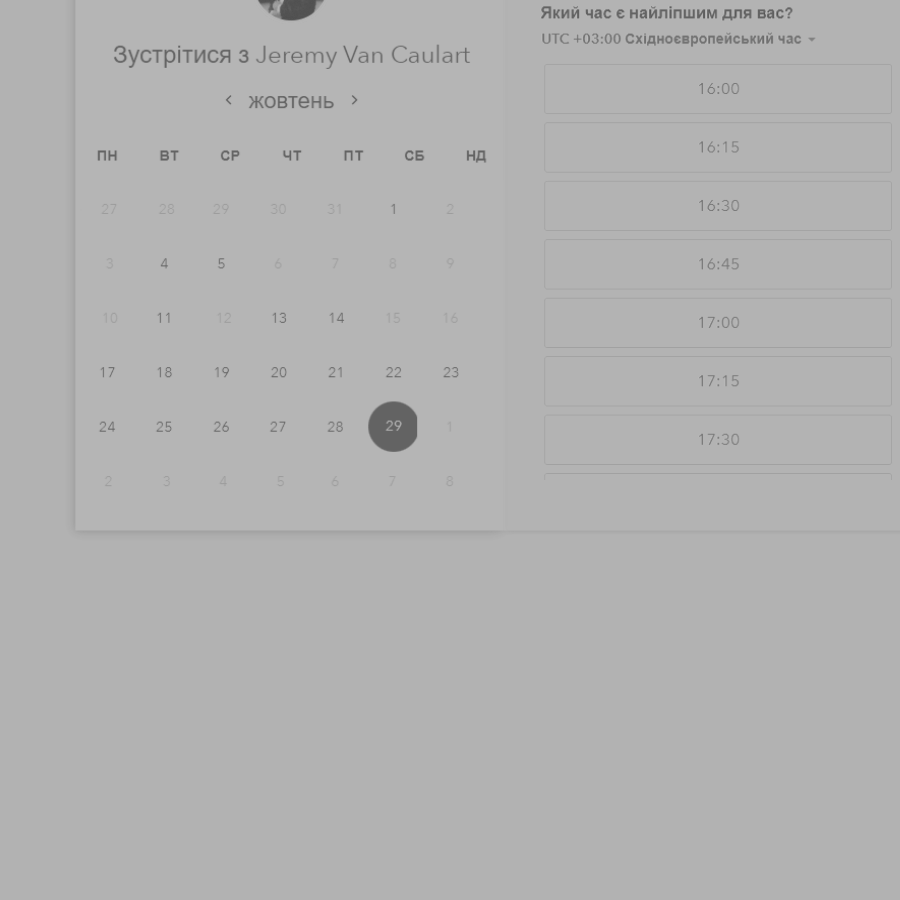 Зустрітися з Jeremy Van Caulart
жовтень
ПН ВТ СР ЧТ ПТ СБ НД
27 28 29 30 31 1 2
3 4 5 6 7 8 9
10 11 12 13 14 15 16
17 18 19 20 21 22 23
24 25 26 27 28 29 1
2 3 4 5 6 7 8
Який час є найліпшим для вас?
UTC +03:00 Східноєвропейський час
16:00
16:15
16:30
16:45
17:00
17:15
17:30